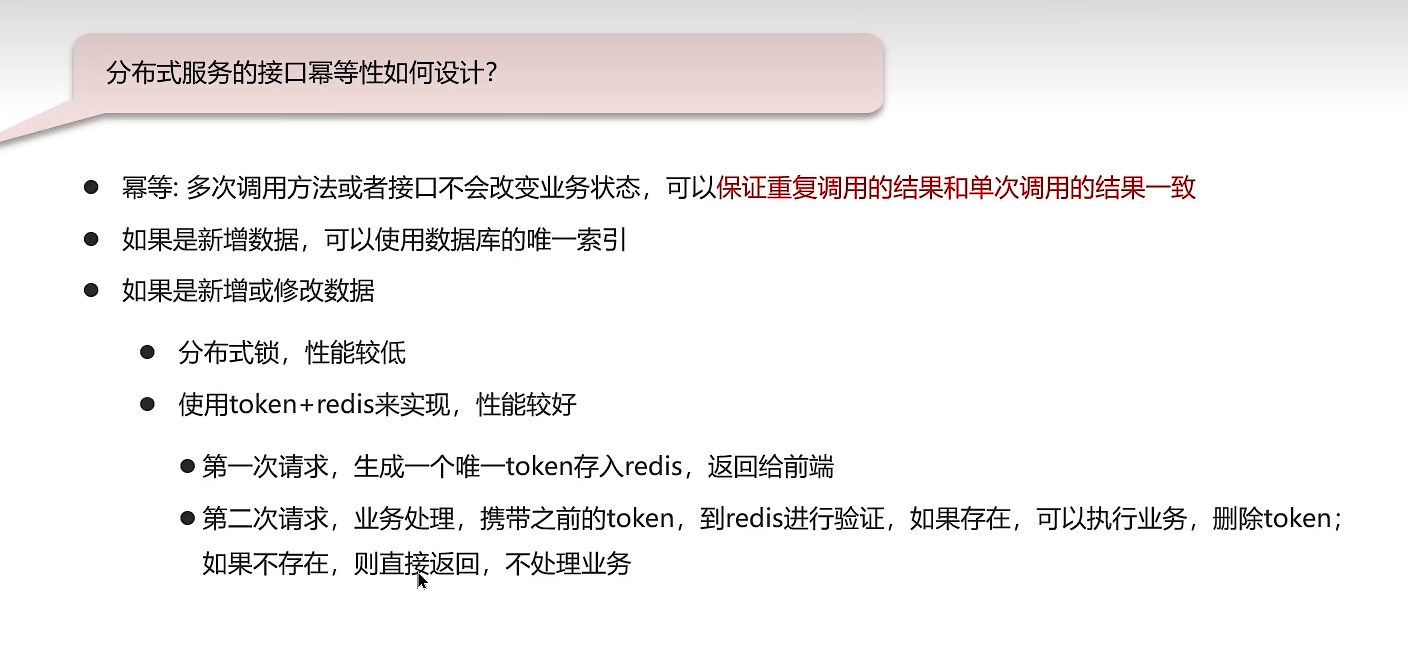 分布式服务的接口幂等性如何设计？
● 幂等: 多次调用方法或者接口不会改变业务状态，可以保证重复调用的结果和单次调用的结果一致
● 如果是新增数据，可以使用数据库的唯一索引
● 如果是新增或修改数据
● 分布式锁，性能较低
● 使用token+redis来实现，性能较好
● 第一次请求，生成一个唯一token存入redis，返回给前端
● 第二次请求，业务处理，携带之前的token，到redis进行验证，如果存在，可以执行业务，删除token；
如果不存在，则直接返回，不处理业务